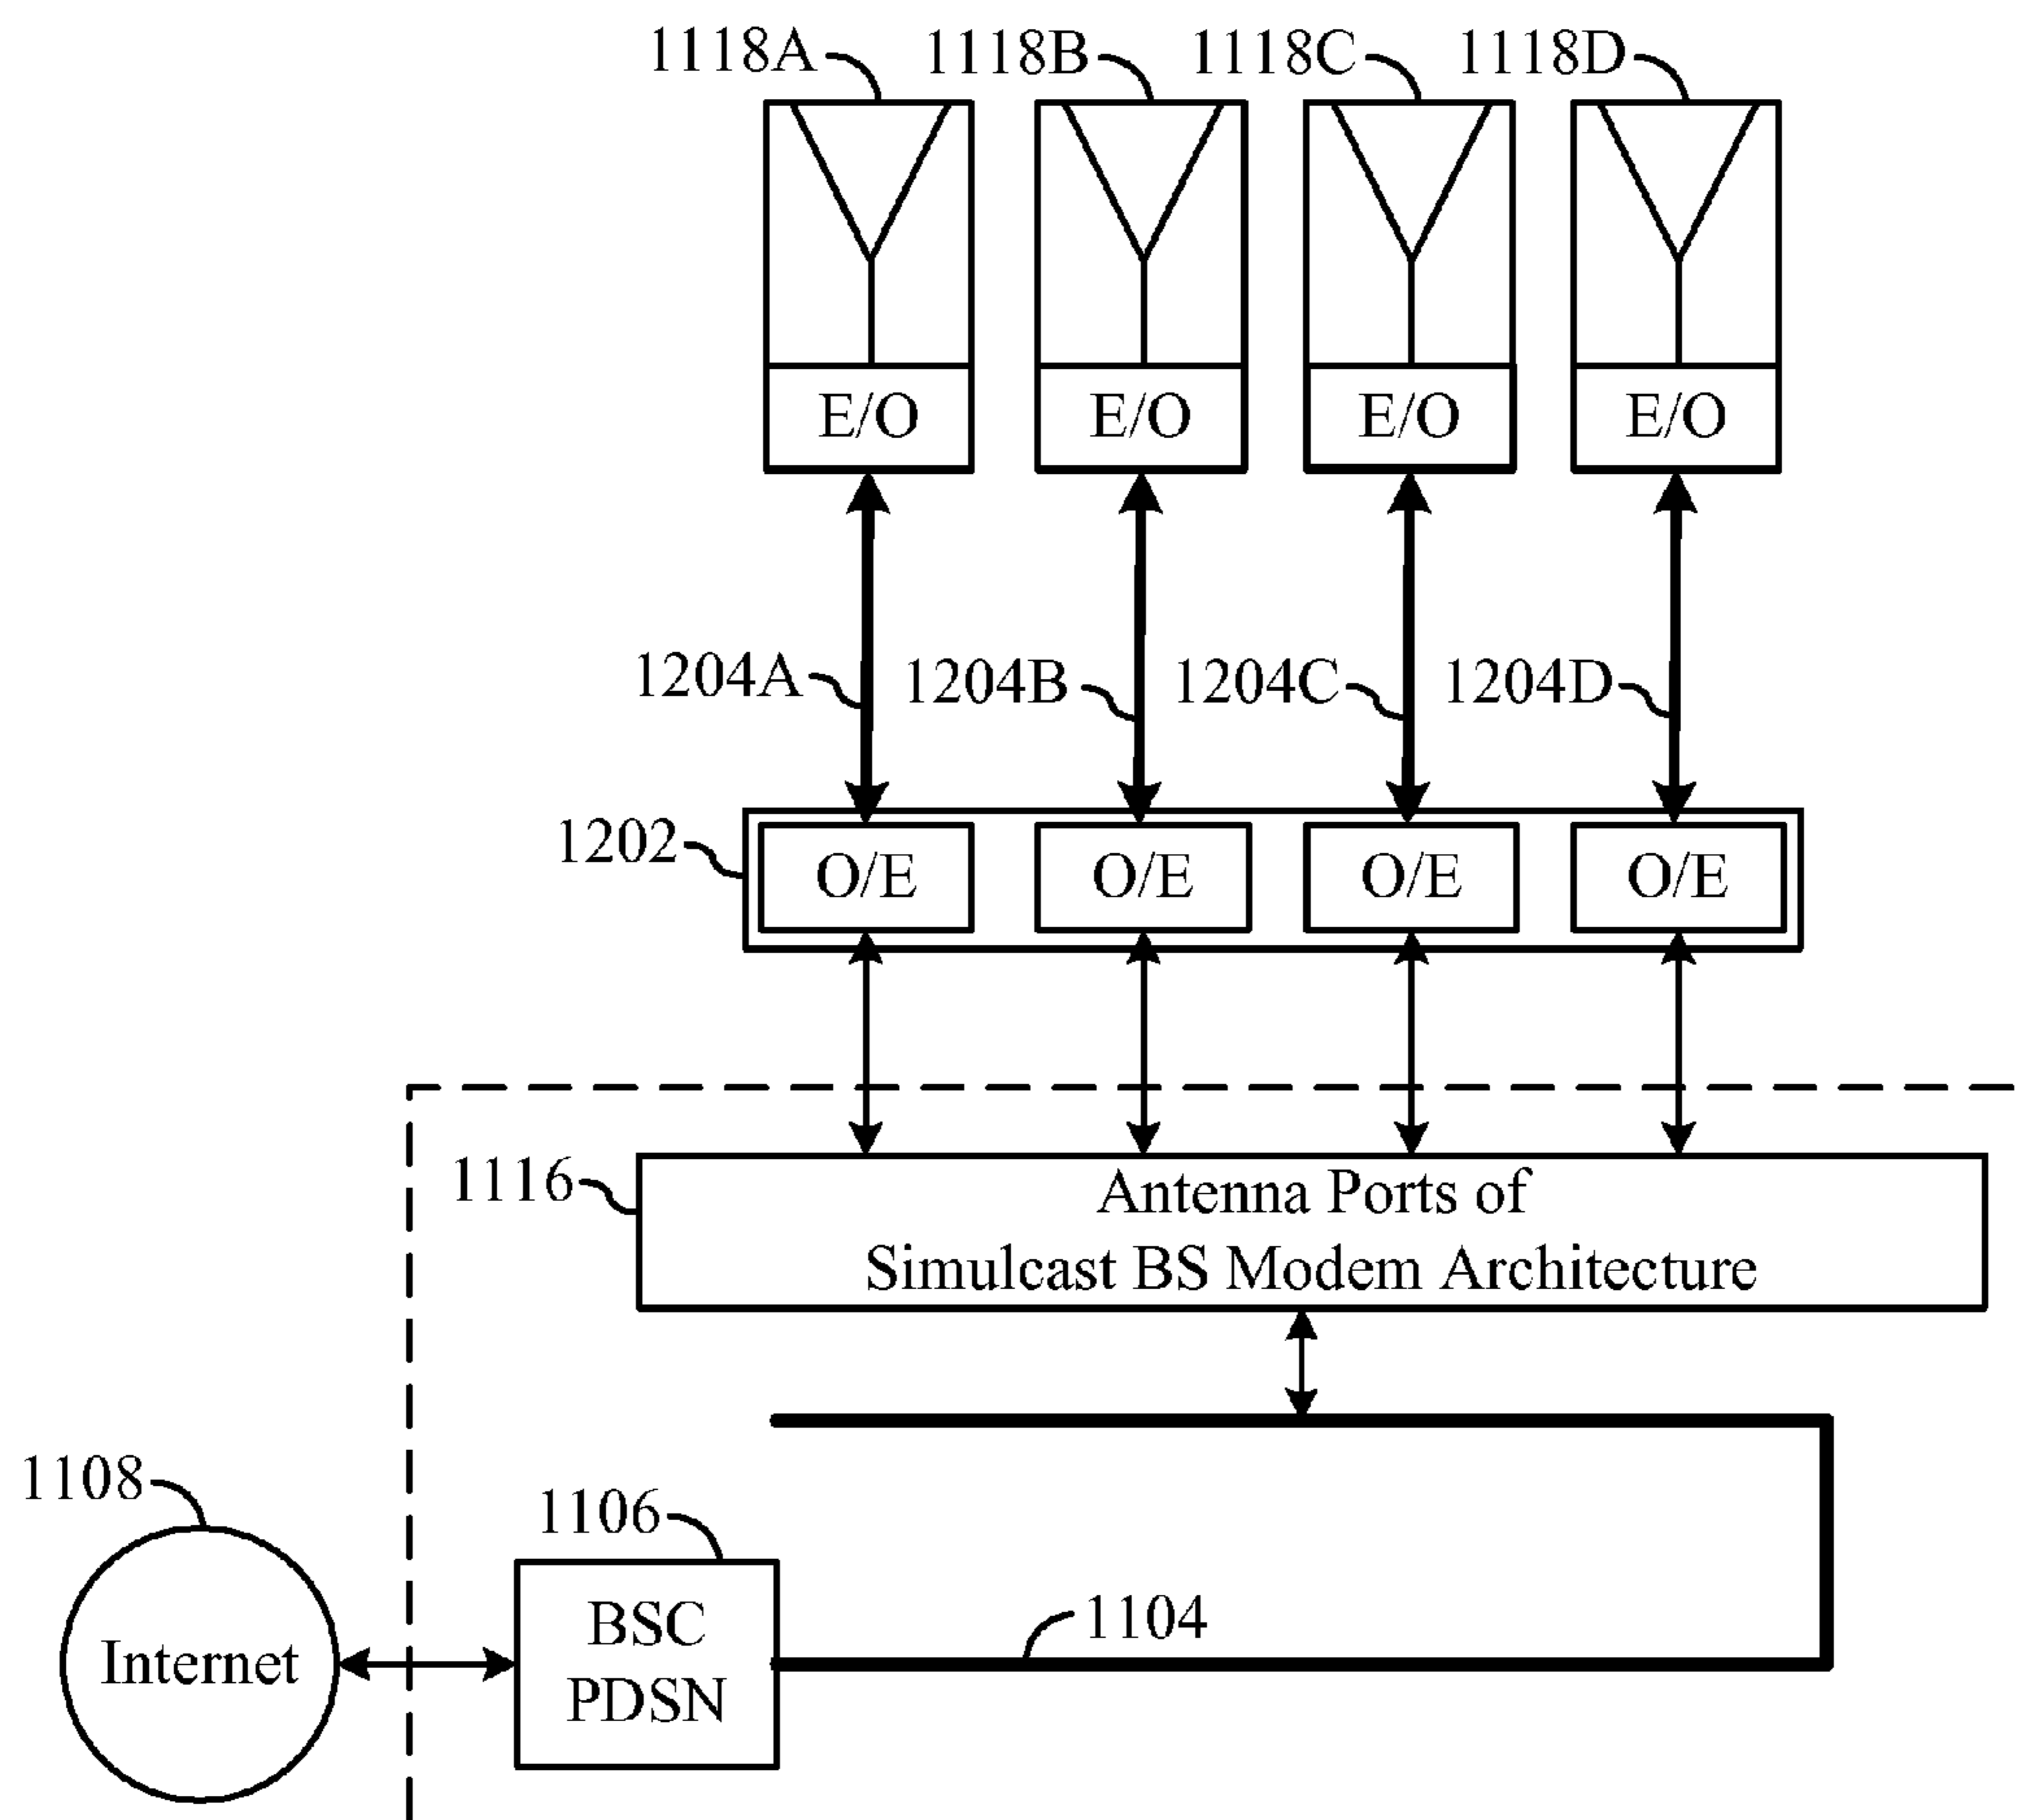 1118A 1118B 1118C 1118D
E/O E/O E/O E/O
1204A 1204B 1204C 1204D
1202
O/E O/E O/E O/E
1116
Antenna Ports of
Simulcast BS Modem Architecture
1108
1106
Internet
BSC
PDSN
1104